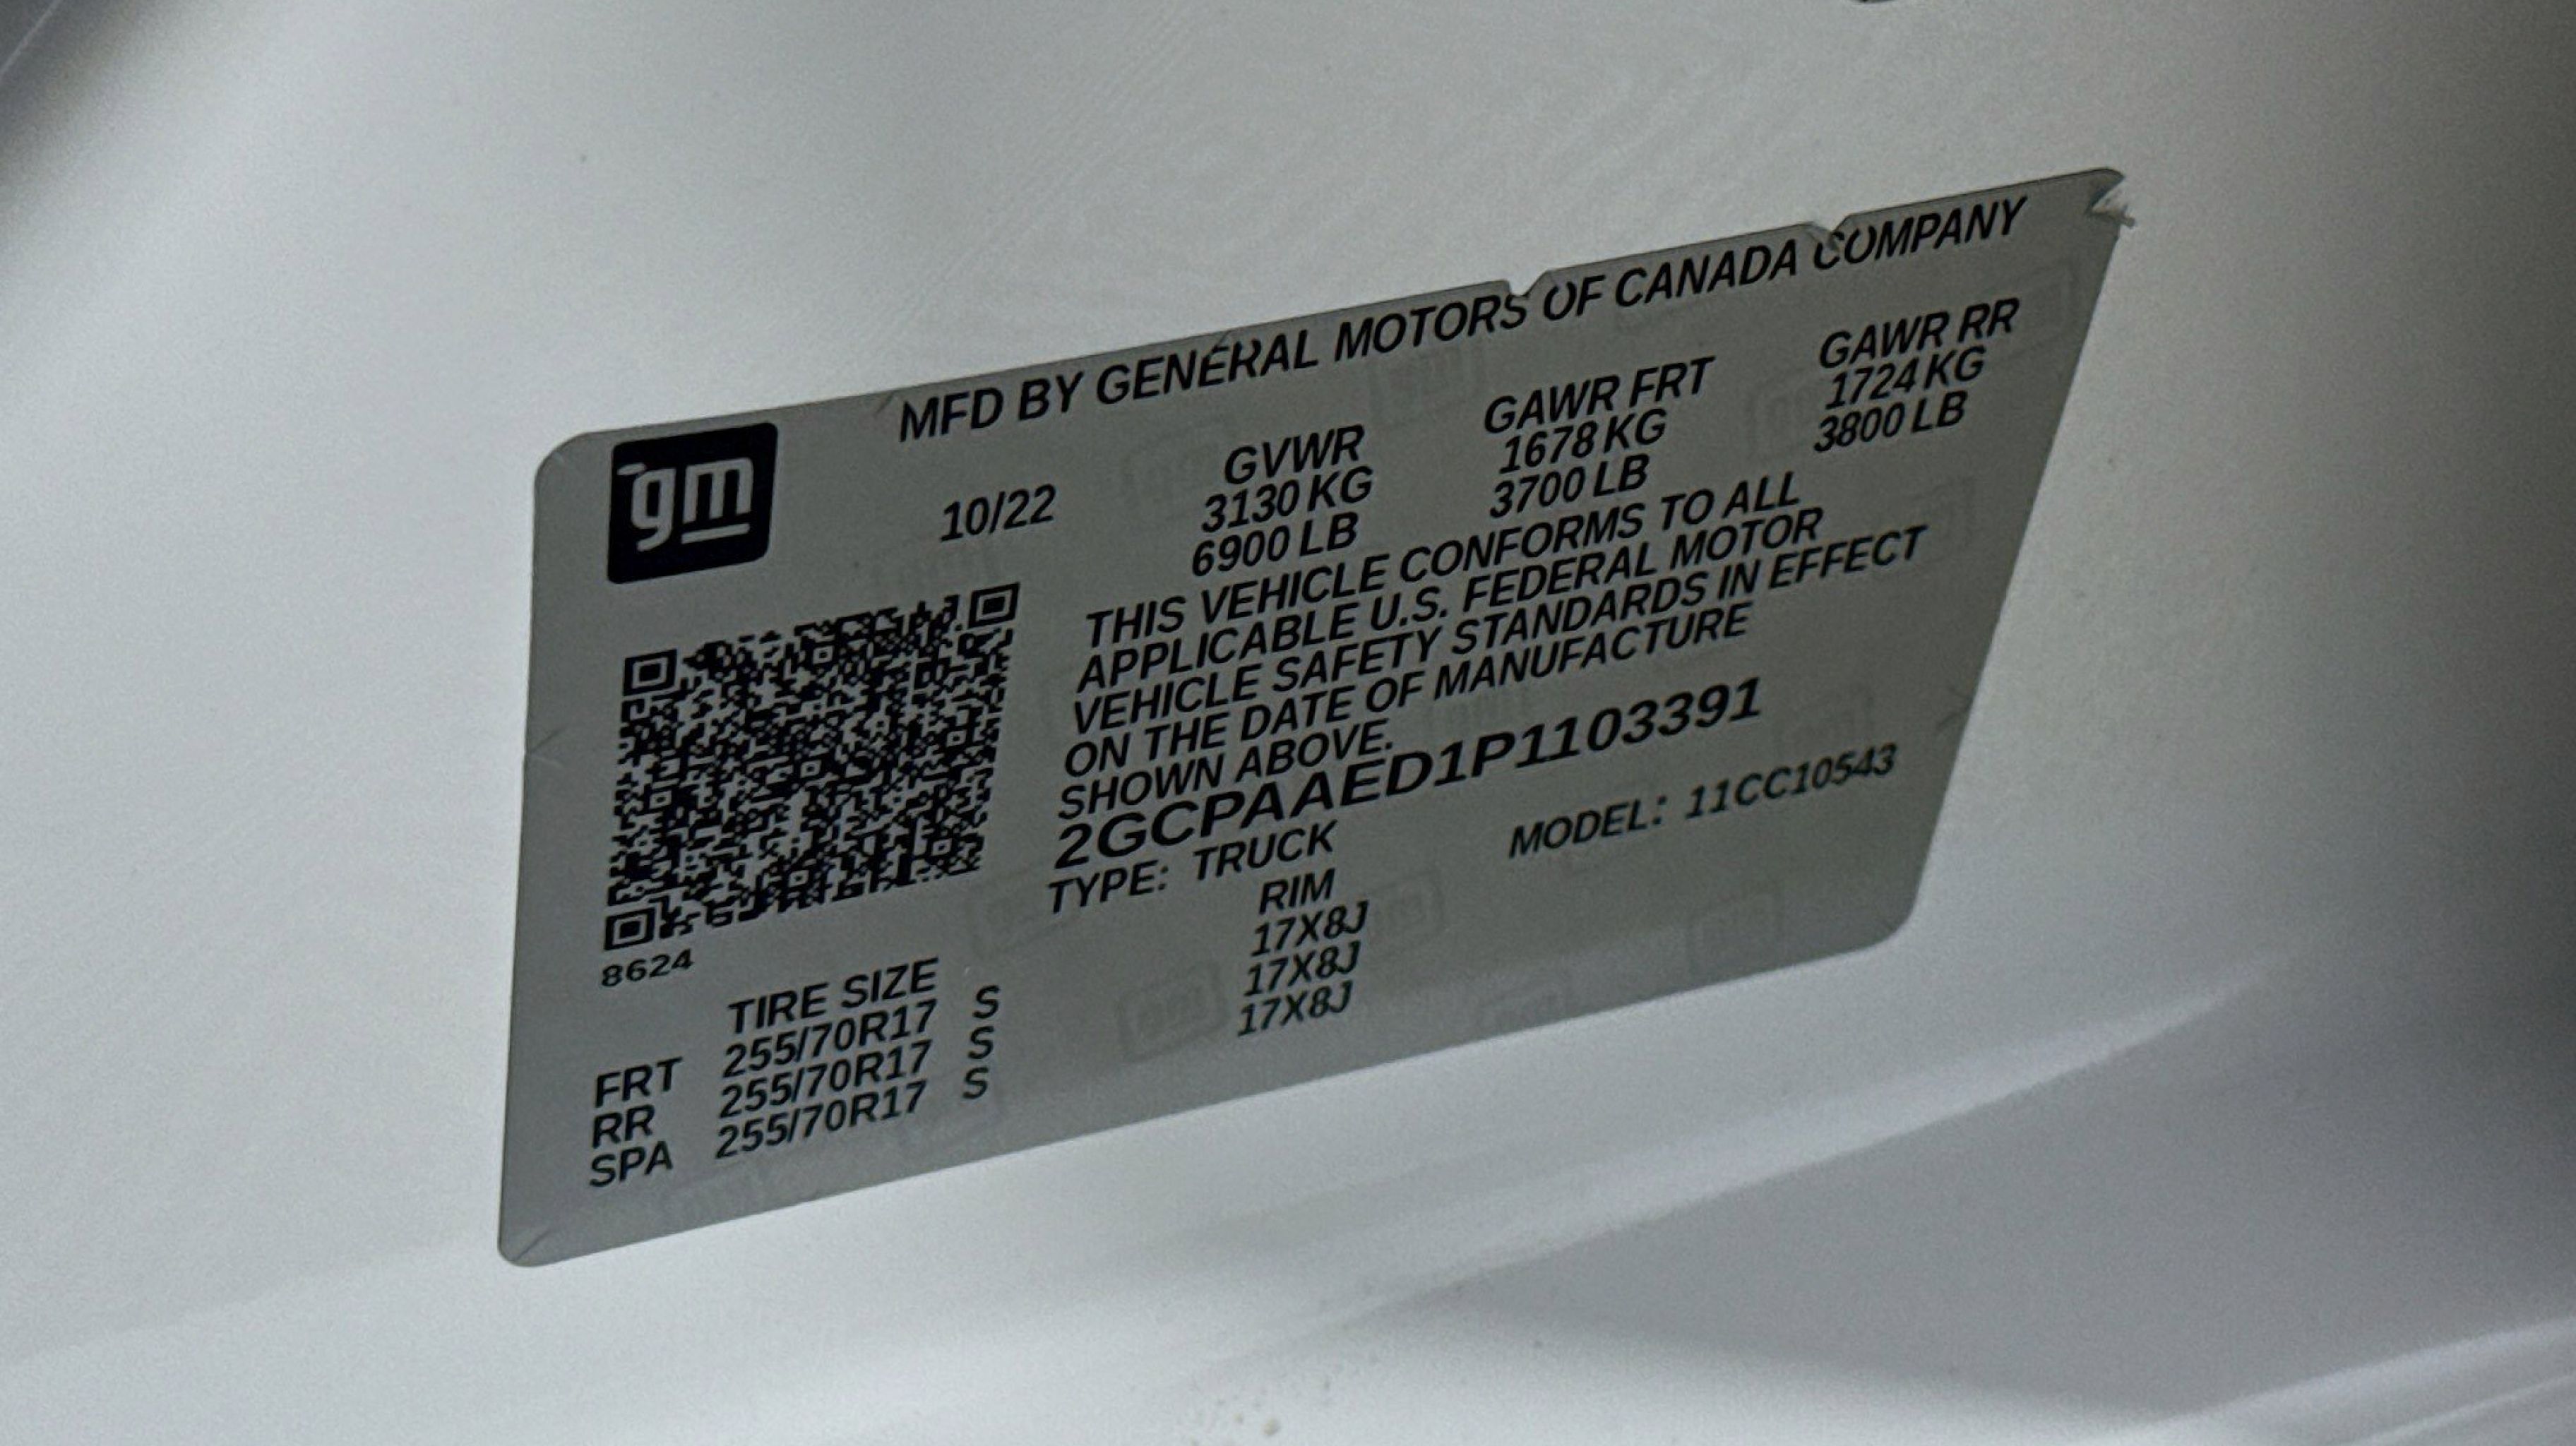 MFD BY GENERAL MOTORS OF CANADA COMPANY
gm
10/22
GVWR
3130 KG
6900 LB
GAWR FRT
1678 KG
3700 LB
GAWR RR
1724 KG
3800 LB
THIS VEHICLE CONFORMS TO ALL
APPLICABLE U.S. FEDERAL MOTOR
VEHICLE SAFETY STANDARDS IN EFFECT
ON THE DATE OF MANUFACTURE
SHOWN ABOVE.
2GCPAAED1P1103391
TYPE: TRUCK MODEL: 11CC10543
8624
TIRE SIZE RIM
FRT 255/70R17 S 17X8J
RR 255/70R17 S 17X8J
SPA 255/70R17 S 17X8J